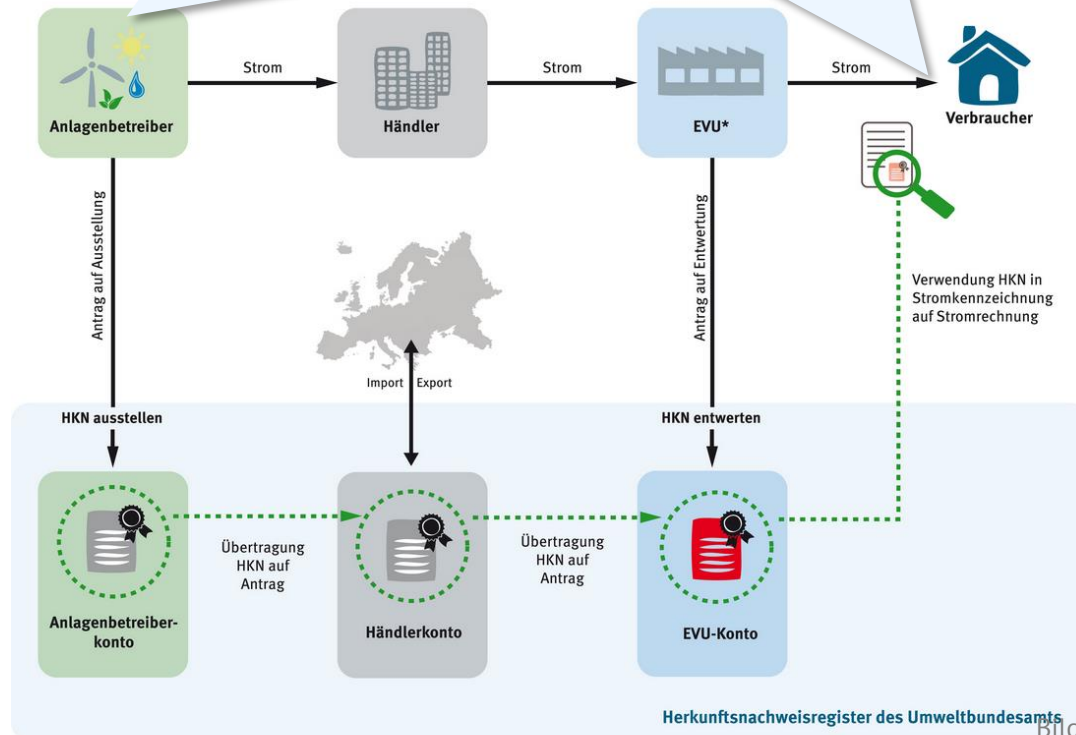 Strom
Strom
Strom
Anlagenbetreiber
Händler
EVU*
Verbraucher
Antrag auf Ausstellung
Antrag auf Entwertung
Verwendung HKN in
Stromkennzeichnung
auf Stromrechnung
Import
Export
HKN ausstellen
HKN entwerten
Übertragung
HKN auf
Antrag
Übertragung
HKN auf
Antrag
Anlagenbetreiber-
konto
Händlerkonto
EVU-Konto
Herkunftsnachweisregister des Umweltbundesamts